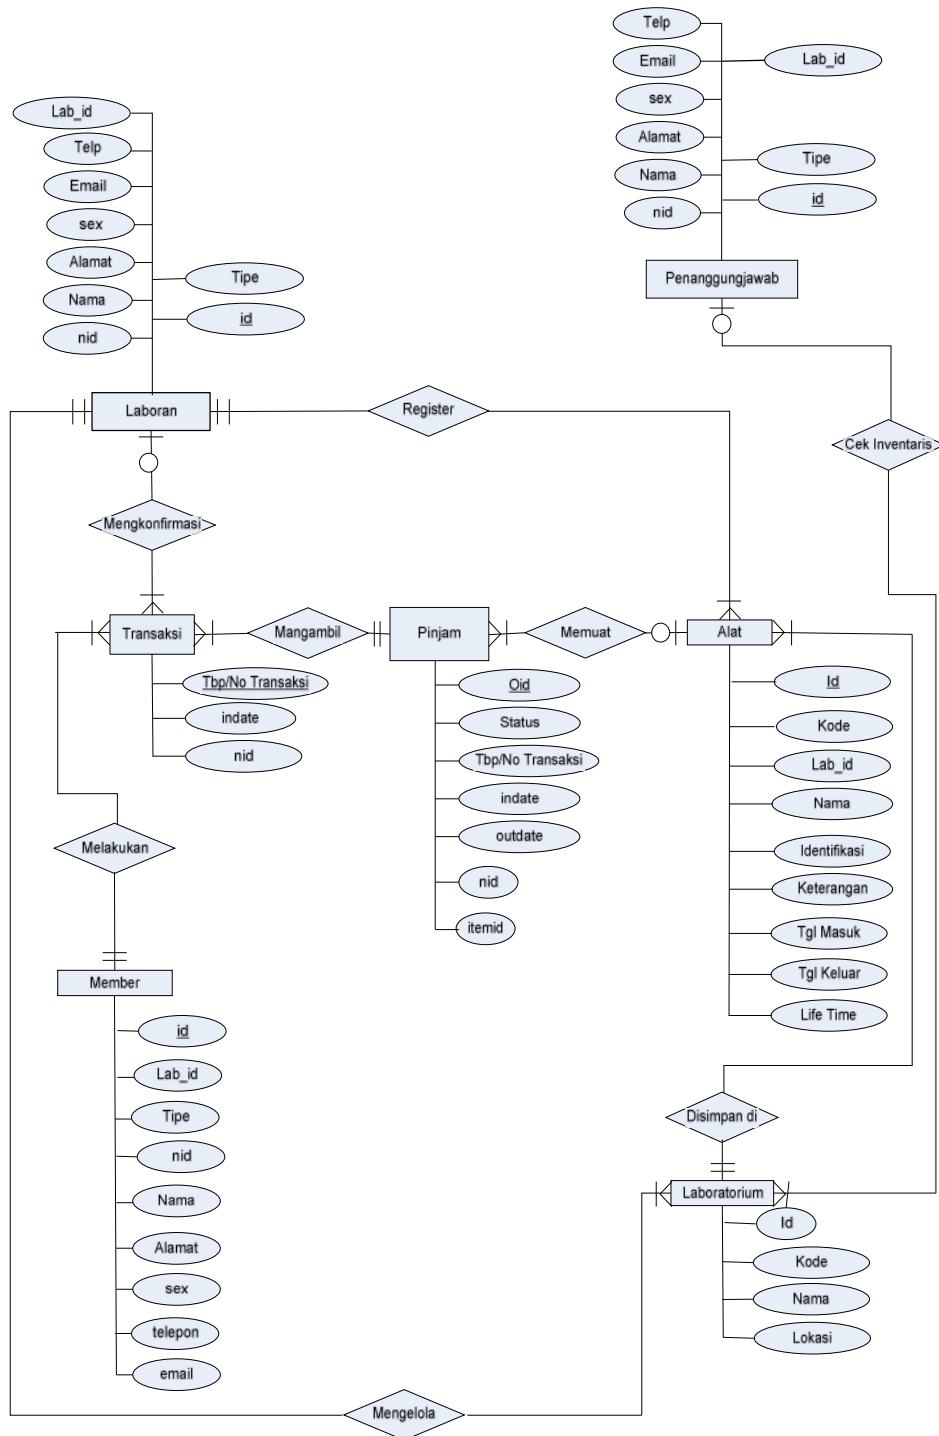 Telp
Email
Lab_id
sex
Alamat
Tipe
Nama
id
nid
Penanggungjawab
Lab_id
Telp
Email
sex
Alamat
Tipe
Nama
id
nid
Laboran
Register
Cek Inventaris
Mengkonfirmasi
Transaksi
Mangambil
Pinjam
Memuat
Alat
Tbp/No Transaksi
indate
nid
Oid
Status
Tbp/No Transaksi
indate
outdate
nid
itemid
Id
Kode
Lab_id
Nama
Identifikasi
Keterangan
Tgl Masuk
Tgl Keluar
Life Time
Melakukan
Member
id
Lab_id
Tipe
nid
Nama
Alamat
sex
telepon
email
Disimpan di
Laboratorium
Id
Kode
Nama
Lokasi
Mengelola